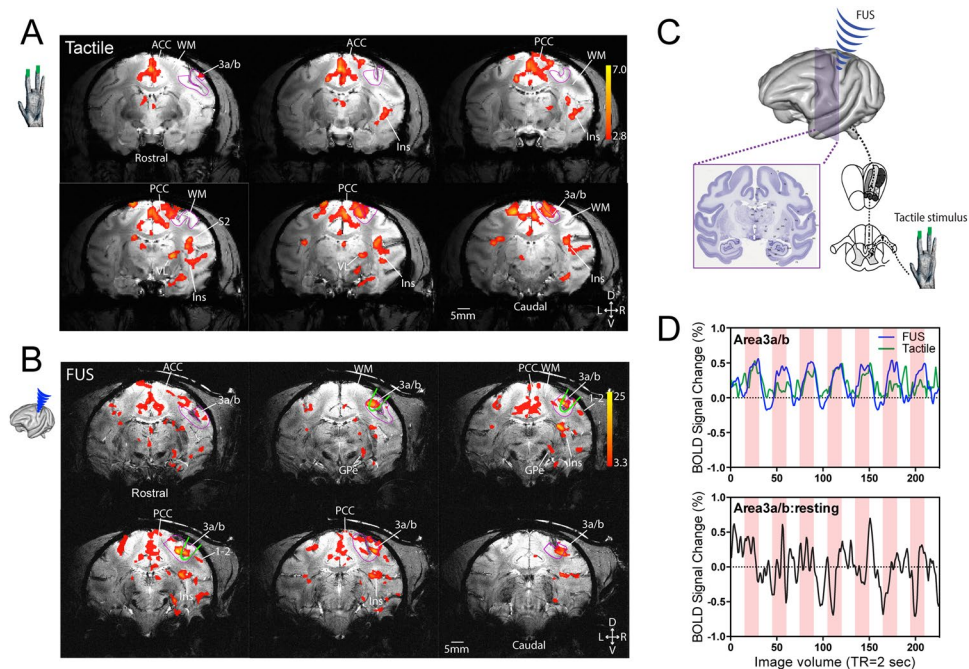 A
Tactile
ACC
WM
3a/b
Rostral
ACC
Ins
PCC
WM
7.0
2.8
Ins
PCC
WM
S2
VL
Ins
PCC
Ins
3a/b
WM
Ins
5mm
Caudal
D
L R
V
B
FUS
ACC
3a/b
Rostral
WM
3a/b
GPe
PCC WM
3a/b
1-2
25
3.3
Ins
GPe
PCC
3a/b
1-2
Ins
PCC
3a/b
Ins
3a/b
5mm
Caudal
D
L R
V
C
FUS
Tactile stimulus
D
Area3a/b
FUS
Tactile
BOLD Signal Change (%)
1.0
0.5
0.0
0.5
-1.0
0 50 100 150 200
Area3a/b:resting
BOLD Signal Change (%)
1.0
0.5
0.0
-0.5
-1.0
0 50 100 150 200
Image volume (TR=2 sec)